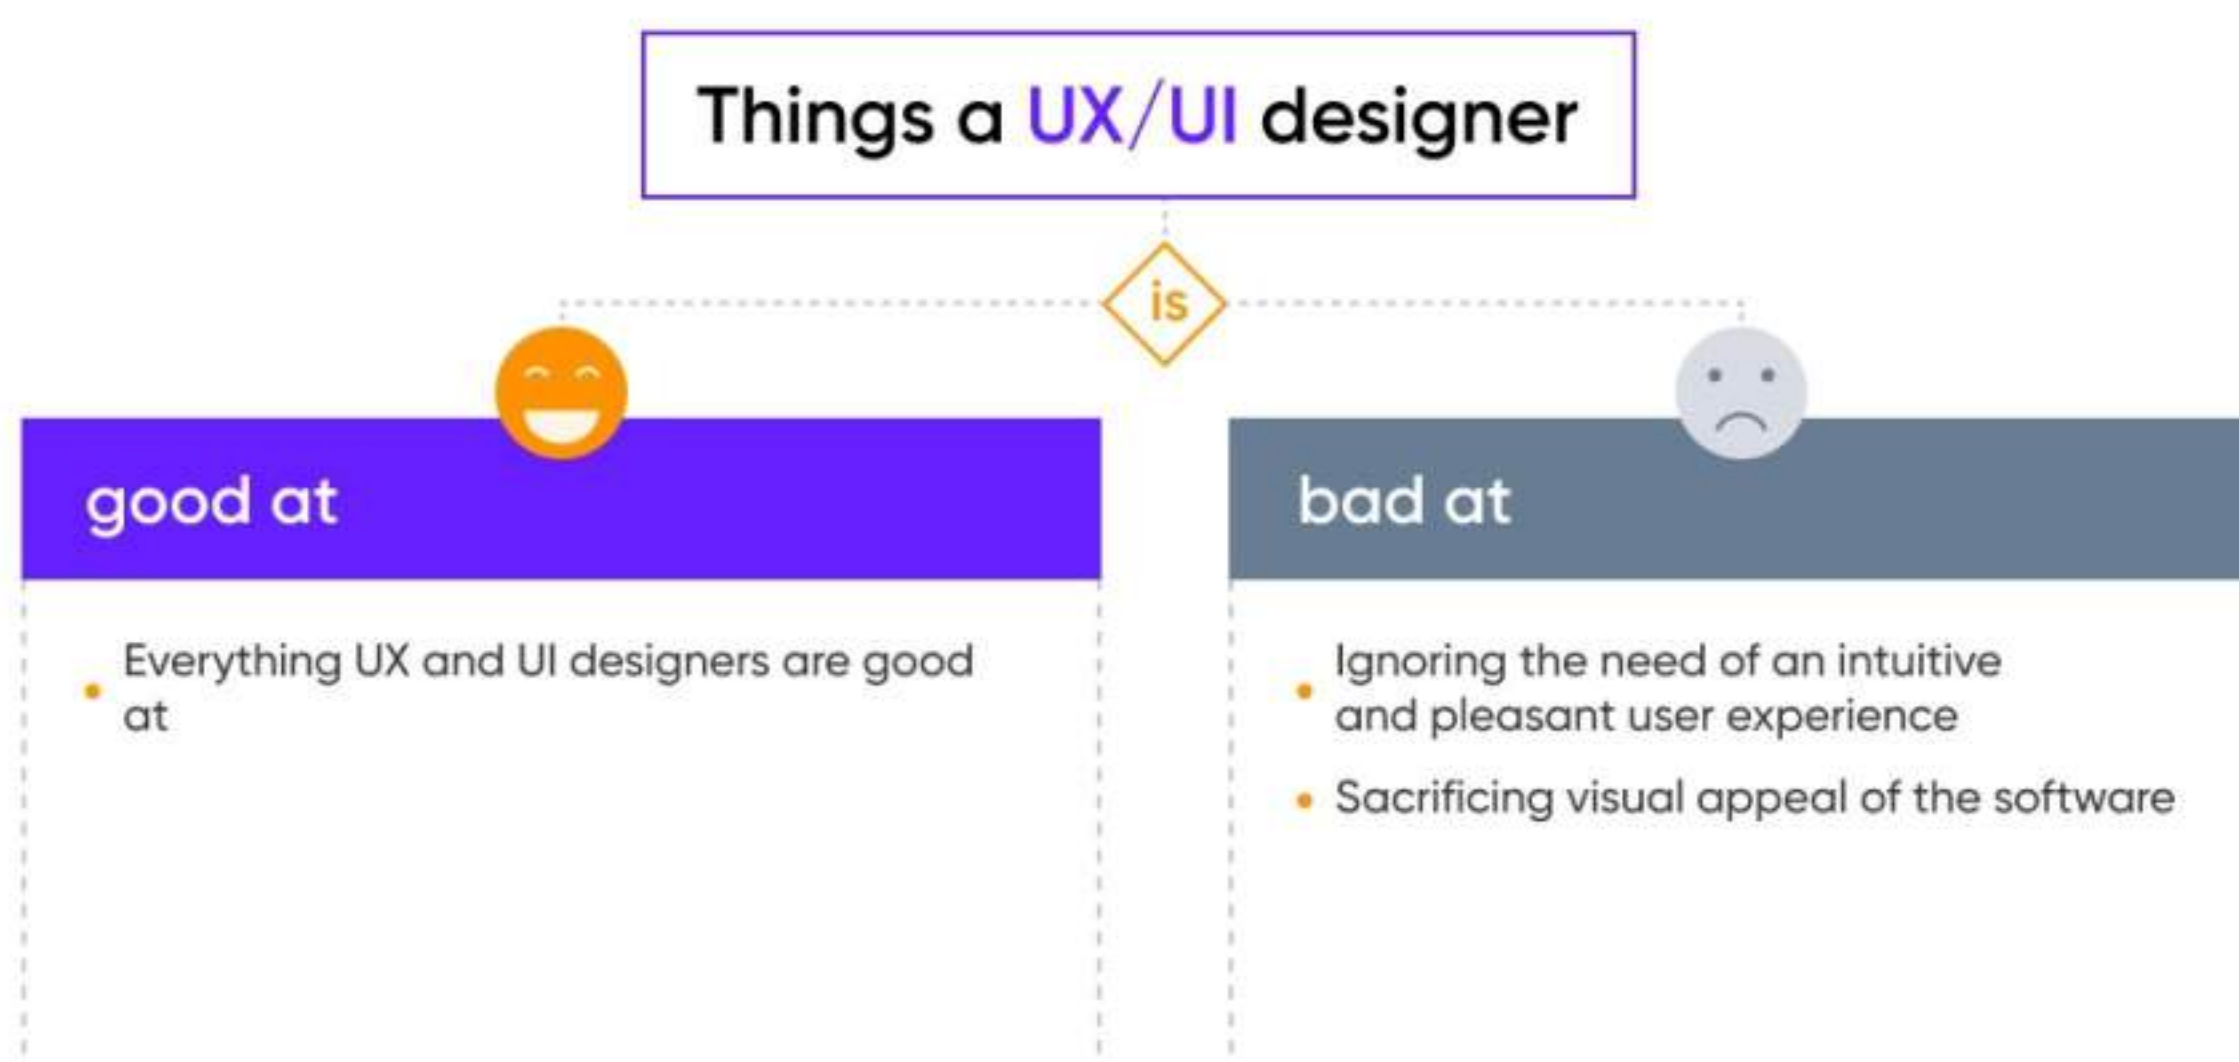 Things a UX/UI designer
is
good at
Everything UX and UI designers are good
at
bad at
Ignoring the need of an intuitive
and pleasant user experience
Sacrificing visual appeal of the software